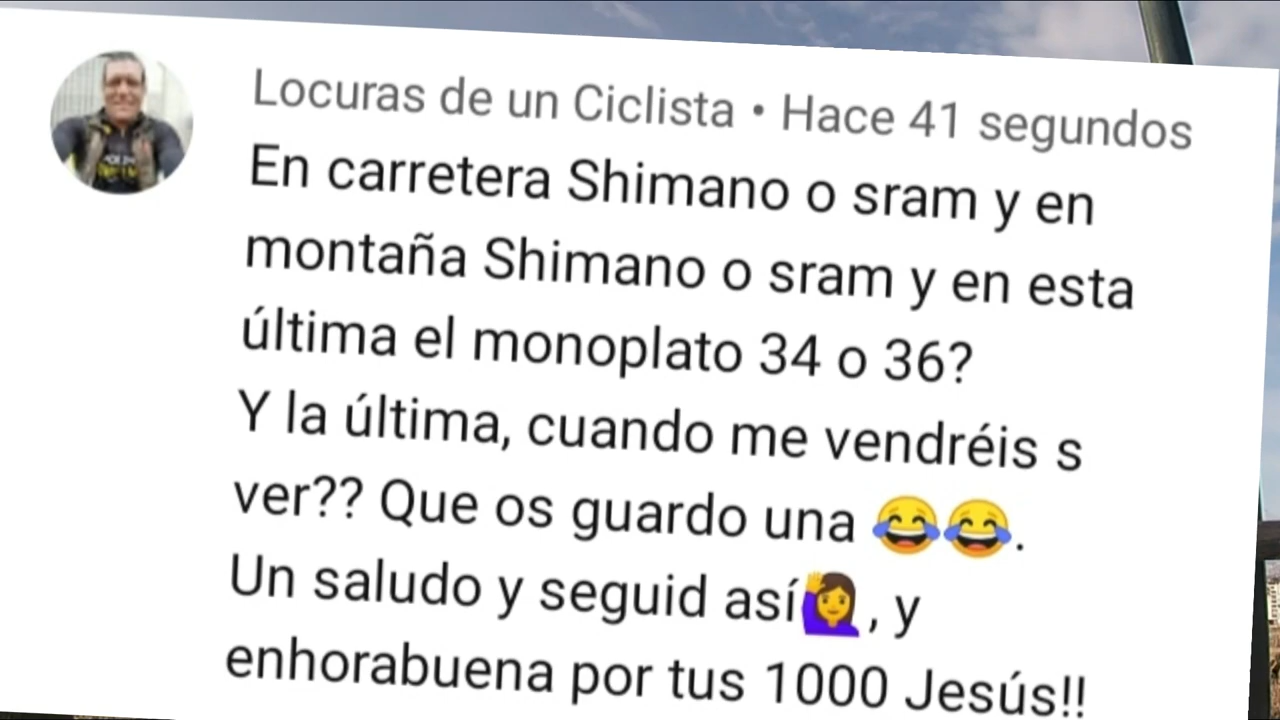 Locuras de un Ciclista • Hace 41 segundos
En carretera Shimano o sram y en
montaña Shimano o sram y en esta
última el monoplato 34 o 36?
Y la última, cuando me vendréis s
ver?? Que os guardo una 😂😂.
Un saludo y seguid así🙋‍♀️, y
enhorabuena por tus 1000 Jesús!!